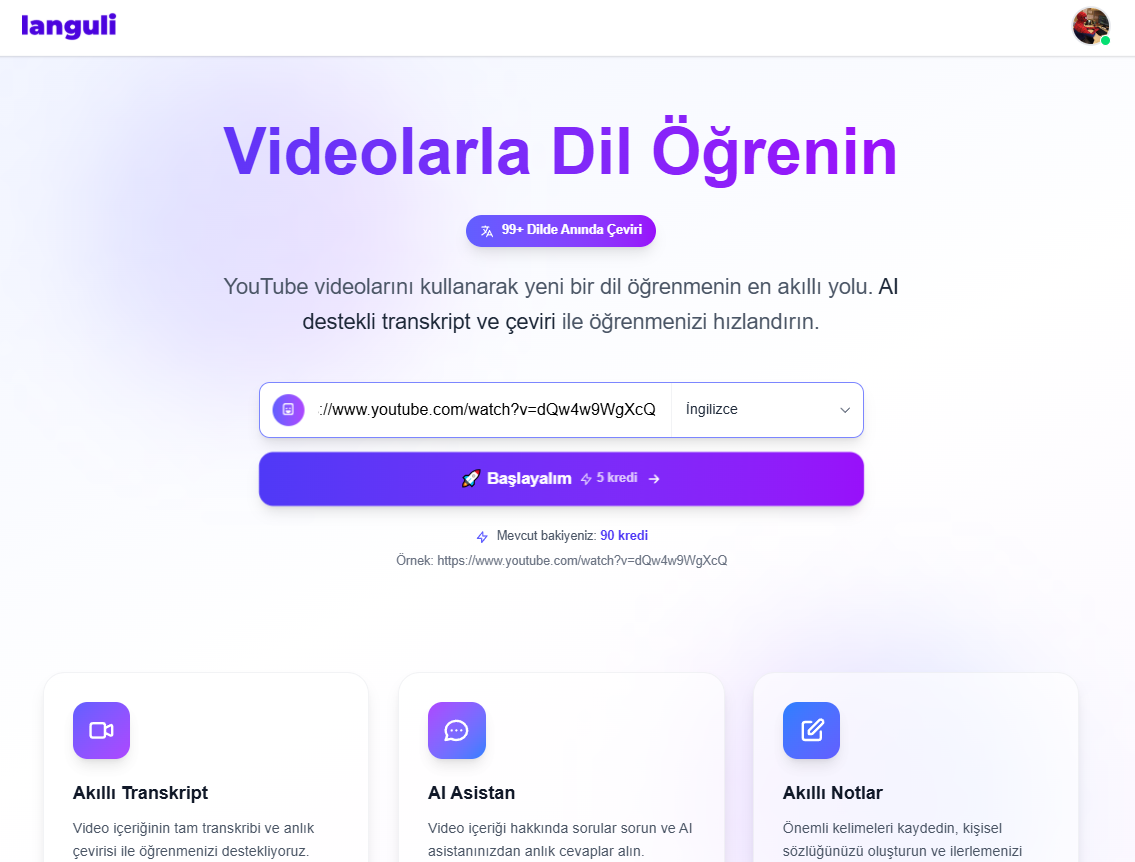 languli
Videolarla Dil Öğrenin
99+ Dilde Anında Çeviri
YouTube videolarını kullanarak yeni bir dil öğrenmenin en akıllı yolu. AI
destekli transkript ve çeviri ile öğrenmenizi hızlandırın.
://www.youtube.com/watch?v=dQw4w9WgXcQ İngilizce
🚀 Başlayalım 5 kredi →
Mevcut bakiyeniz: 90 kredi
Örnek: https://www.youtube.com/watch?v=dQw4w9WgXcQ
Akıllı Transkript
Video içeriğinin tam transkribi ve anlık
çevirisi ile öğrenmenizi destekliyoruz.
AI Asistan
Video içeriği hakkında sorular sorun ve AI
asistanınızdan anlık cevaplar alın.
Akıllı Notlar
Önemli kelimeleri kaydedin, kişisel
sözlüğünüzü oluşturun ve ilerlemenizi